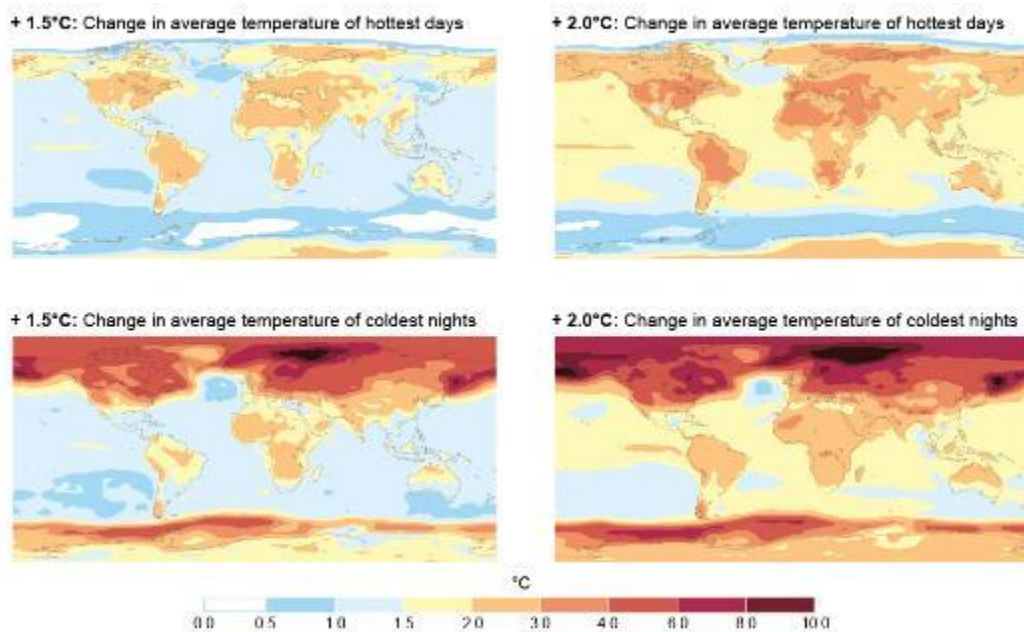 + 1.5°C: Change in average temperature of hottest days
+ 2.0°C: Change in average temperature of hottest days
+ 1.5°C: Change in average temperature of coldest nights
+ 2.0°C: Change in average temperature of coldest nights
°C
0.0 0.5 1.0 1.5 2.0 3.0 4.0 6.0 8.0 10.0